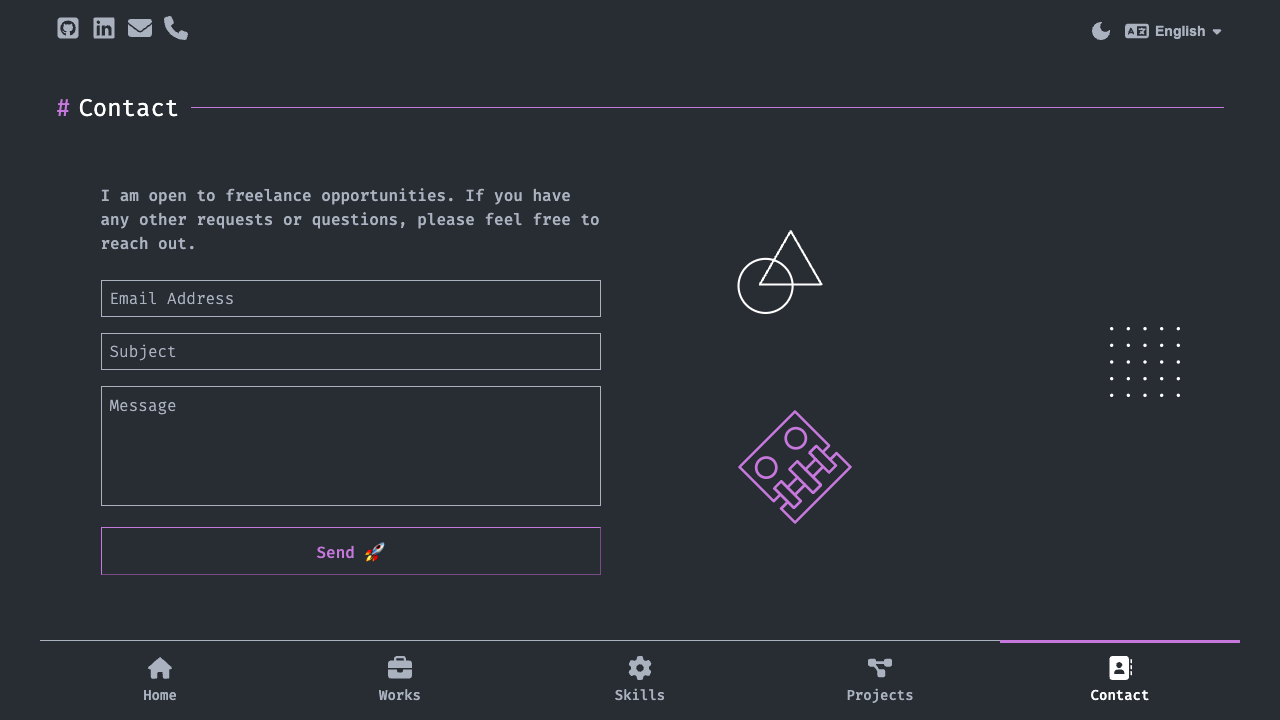 English
# Contact
I am open to freelance opportunities. If you have
any other requests or questions, please feel free to
reach out.
Email Address
Subject
Message
Send 🚀
Home
Works
Skills
Projects
Contact